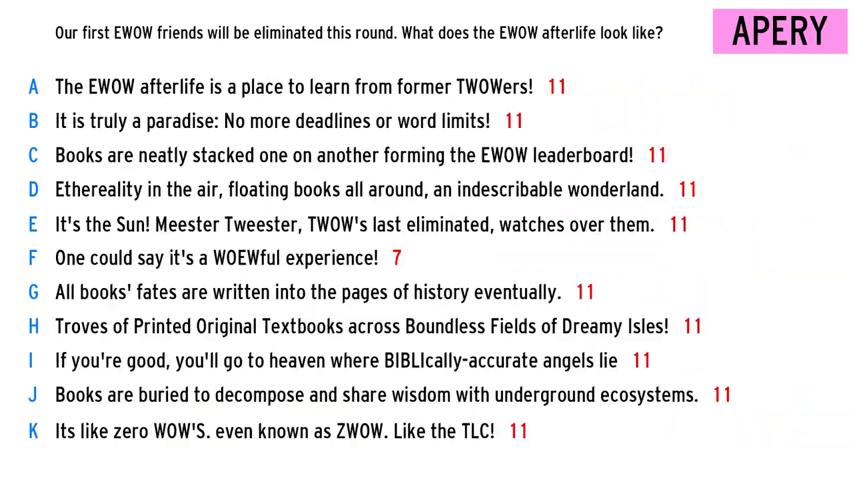 Our first EWOW friends will be eliminated this round. What does the EWOW afterlife look like?
APERY
A The EWOW afterlife is a place to learn from former TWOWers! 11
B It is truly a paradise: No more deadlines or word limits! 11
C Books are neatly stacked one on another forming the EWOW leaderboard! 11
D Ethereality in the air, floating books all around, an indescribable wonderland. 11
E It's the Sun! Meester Tweester, TWOW's last eliminated, watches over them. 11
F One could say it's a WOEWful experience! 7
G All books' fates are written into the pages of history eventually. 11
H Troves of Printed Original Textbooks across Boundless Fields of Dreamy Isles! 11
I If you're good, you'll go to heaven where BIBLIcally-accurate angels lie 11
J Books are buried to decompose and share wisdom with underground ecosystems. 11
K Its like zero WOW'S. even known as ZWOW. Like the TLC! 11